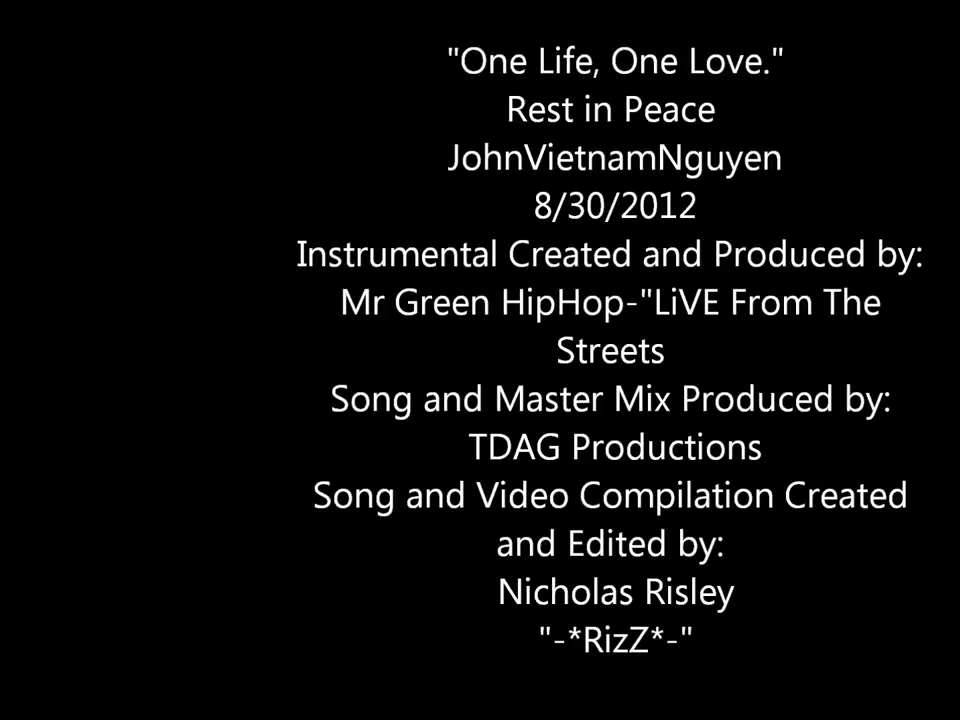 "One Life, One Love."
Rest in Peace
JohnVietnamNguyen
8/30/2012
Instrumental Created and Produced by:
Mr Green HipHop-"LiVE From The
Streets
Song and Master Mix Produced by:
TDAG Productions
Song and Video Compilation Created
and Edited by:
Nicholas Risley
"-*RizZ*-"